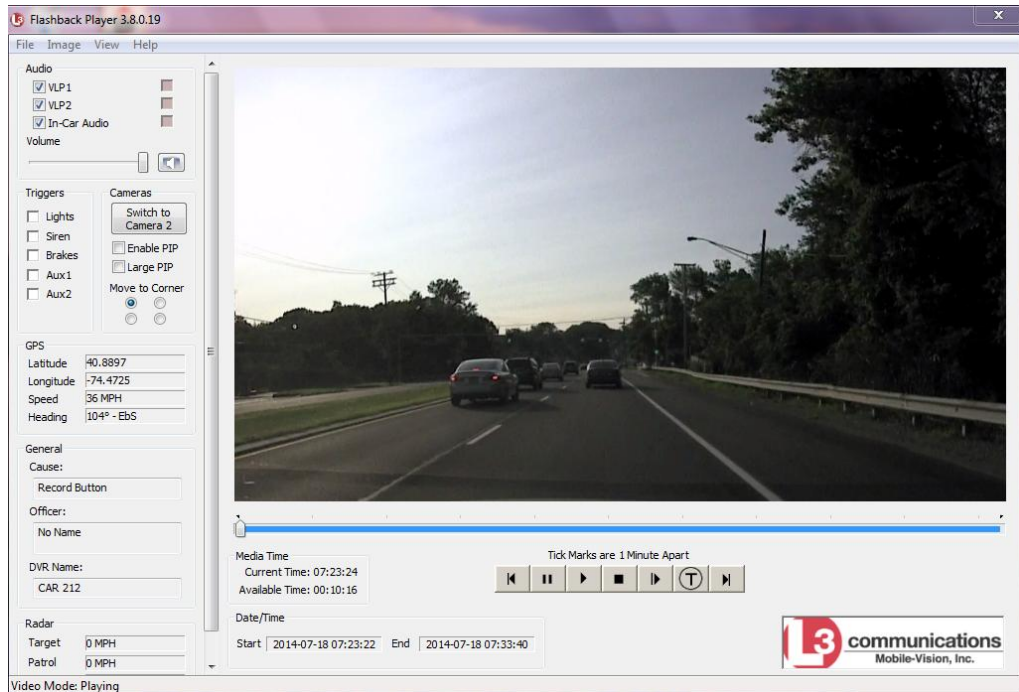 L3 Flashback Player 3.8.0.19 x
File Image View Help
Audio
VLP1
VLP2
In-Car Audio
Volume
Triggers
Lights
Siren
Brakes
Aux1
Aux2
Cameras
Switch to
Camera 2
Enable PIP
Large PIP
Move to Corner
GPS
Latitude 40.8897
Longitude -74.4725
Speed 36 MPH
Heading 104° - EbS
General
Cause:
Record Button
Officer:
No Name
DVR Name:
CAR 212
Radar
Target 0 MPH
Patrol 0 MPH
Video Mode: Playing
Media Time
Current Time: 07:23:24
Available Time: 00:10:16
Tick Marks are 1 Minute Apart
T
Date/Time
Start 2014-07-18 07:23:22 End 2014-07-18 07:33:40
L3 communications
Mobile-Vision, Inc.